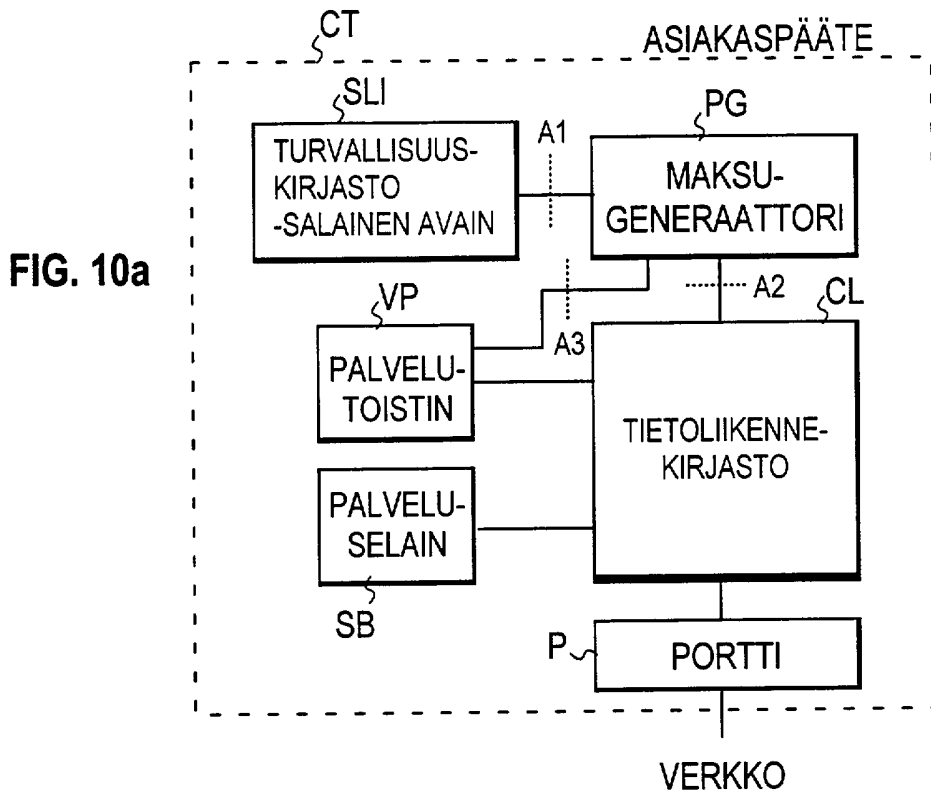 CT
ASIAKASPÄÄTE
SLI
PG
A1
TURVALLISUUS-
KIRJASTO
-SALAINEN AVAIN
MAKSU-
GENERAATTORI
FIG. 10a
VP
A3
A2
CL
PALVELU-
TOISTIN
TIETOLIIKENNE-
KIRJASTO
PALVELU-
SELAIN
SB
P
PORTTI
VERKKO